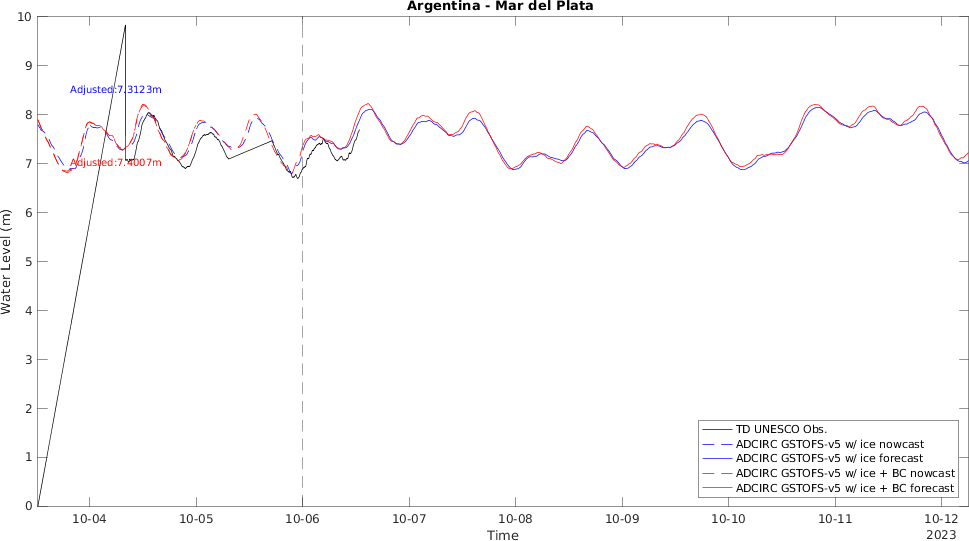 Argentina - Mar del Plata
10
9
8
7
6
5
4
3
2
1
0
Water Level (m)
Adjusted:7.3123m
Adjusted:7.4007m
TD UNESCO Obs.
ADCIRC GSTOFS-v5 w/ ice nowcast
ADCIRC GSTOFS-v5 w/ ice forecast
ADCIRC GSTOFS-v5 w/ ice + BC nowcast
ADCIRC GSTOFS-v5 w/ ice + BC forecast
10-04 10-05 10-06 10-07 10-08 10-09 10-10 10-11 10-12
Time
2023